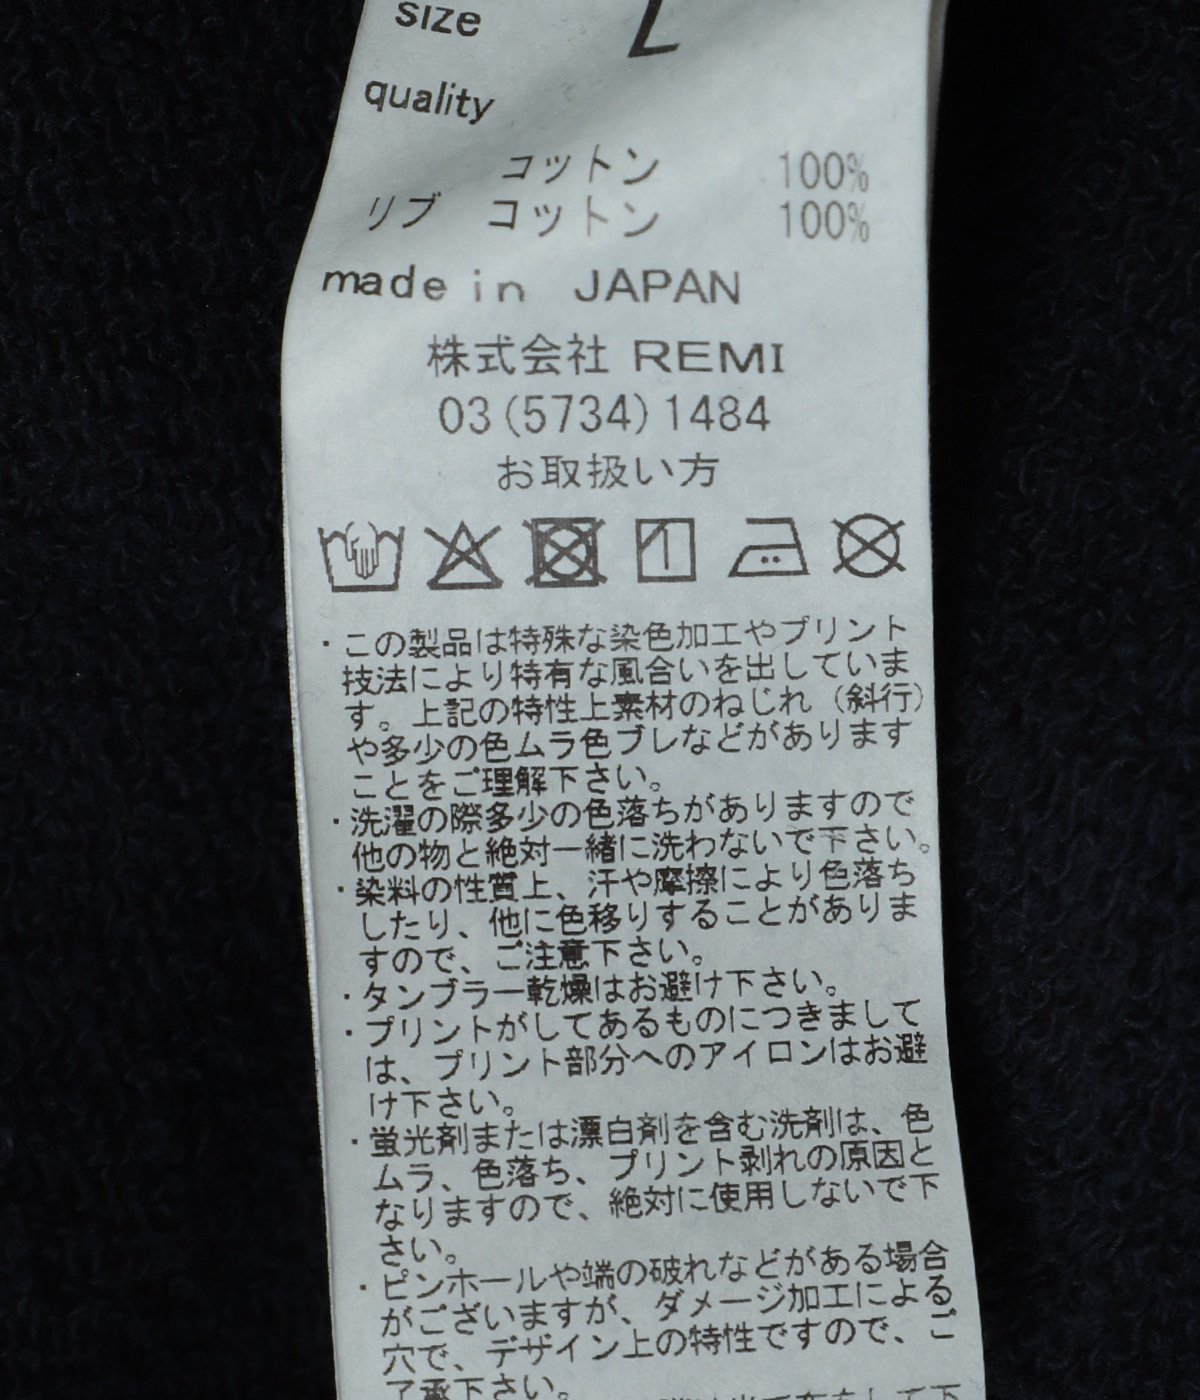 size L
quality
コットン 100%
リブ コットン 100%
made in JAPAN
株式会社 REMI
03(5734)1484
お取扱い方
・この製品は特殊な染色加工やプリント
技法により特有な風合いを出していま
す。上記の特性上素材のねじれ（斜行）
や多少の色ムラ色ブレなどがあります
ことをご理解下さい。
・洗濯の際多少の色落ちがありますので
他の物と絶対一緒に洗わないで下さい。
・染料の性質上、汗や摩擦により色落ち
したり、他に色移りすることがありま
すので、ご注意下さい。
・タンブラー乾燥はお避け下さい。
・プリントがしてあるものにつきまして
は、プリント部分へのアイロンはお避
け下さい。
・蛍光剤または漂白剤を含む洗剤は、色
ムラ、色落ち、プリント剥れの原因と
なりますので、絶対に使用しないで下
さい。
・ピンホールや端の破れなどがある場合
がございますが、ダメージ加工による
穴で、デザイン上の特性ですので、ご
了承下さい。